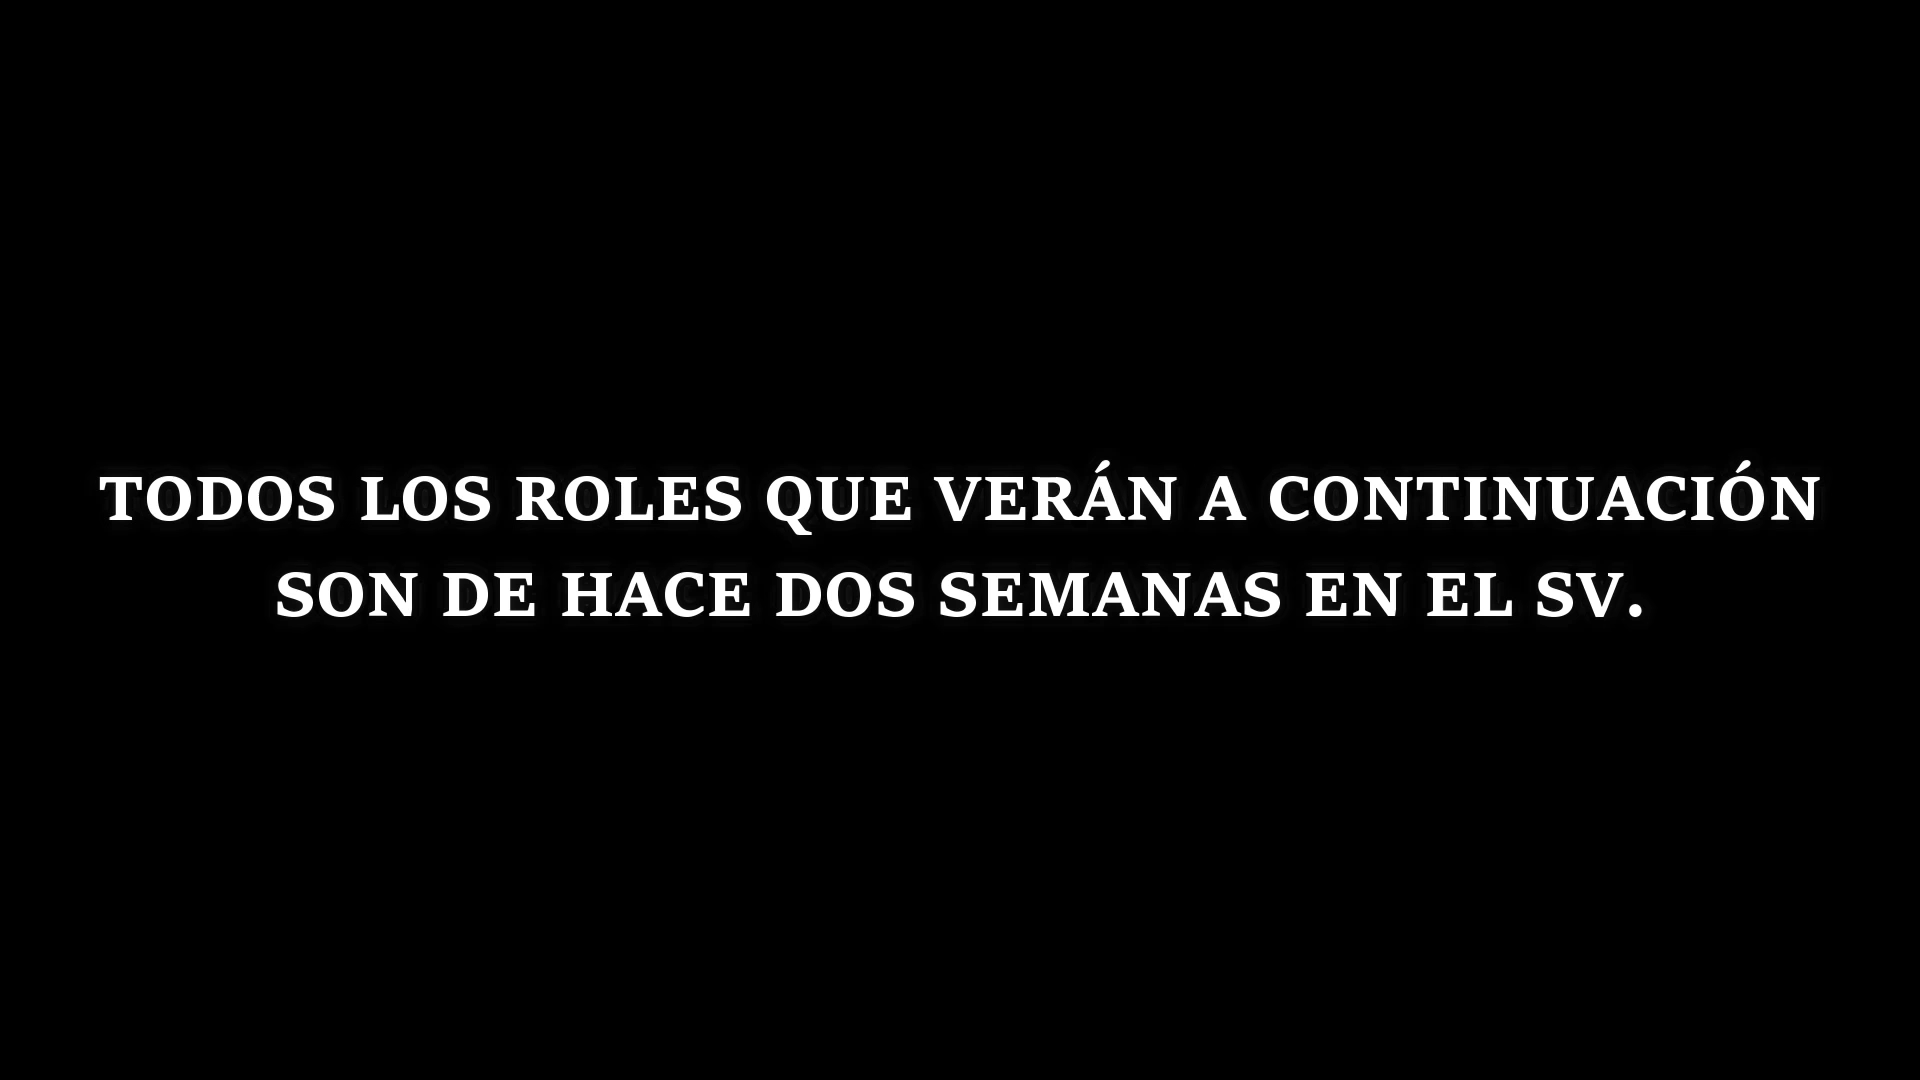 TODOS LOS ROLES QUE VERÁN A CONTINUACIÓN
SON DE HACE DOS SEMANAS EN EL SV.